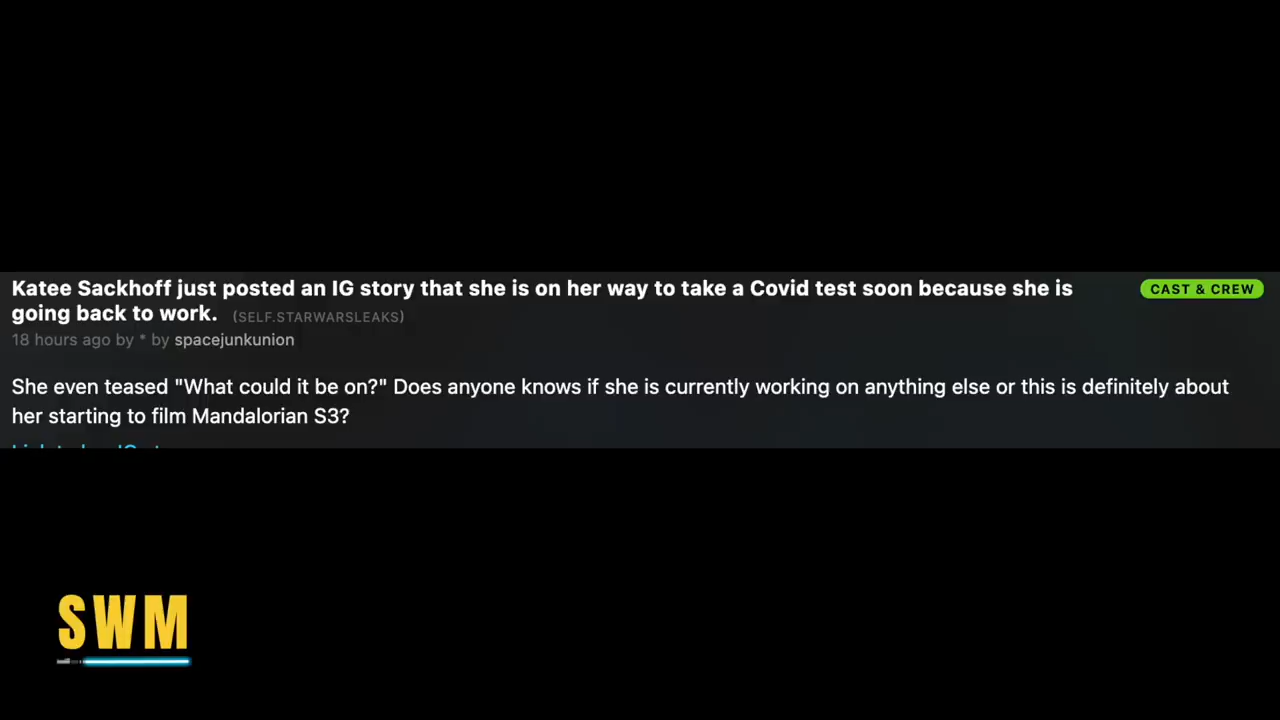 Katee Sackhoff just posted an IG story that she is on her way to take a Covid test soon because she is
CAST & CREW
going back to work. (SELF.STARWARSLEAKS)
18 hours ago by * by spacejunkunion
She even teased "What could it be on?" Does anyone knows if she is currently working on anything else or this is definitely about
her starting to film Mandalorian S3?
SWM